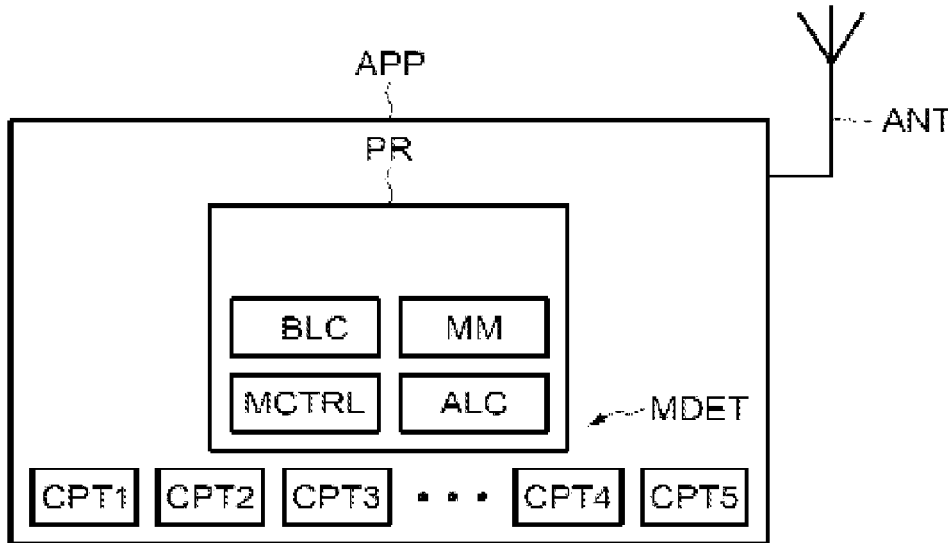 APP
ANT
PR
BLC MM
MCTRL ALC
MDET
CPT1 CPT2 CPT3 • • • CPT4 CPT5